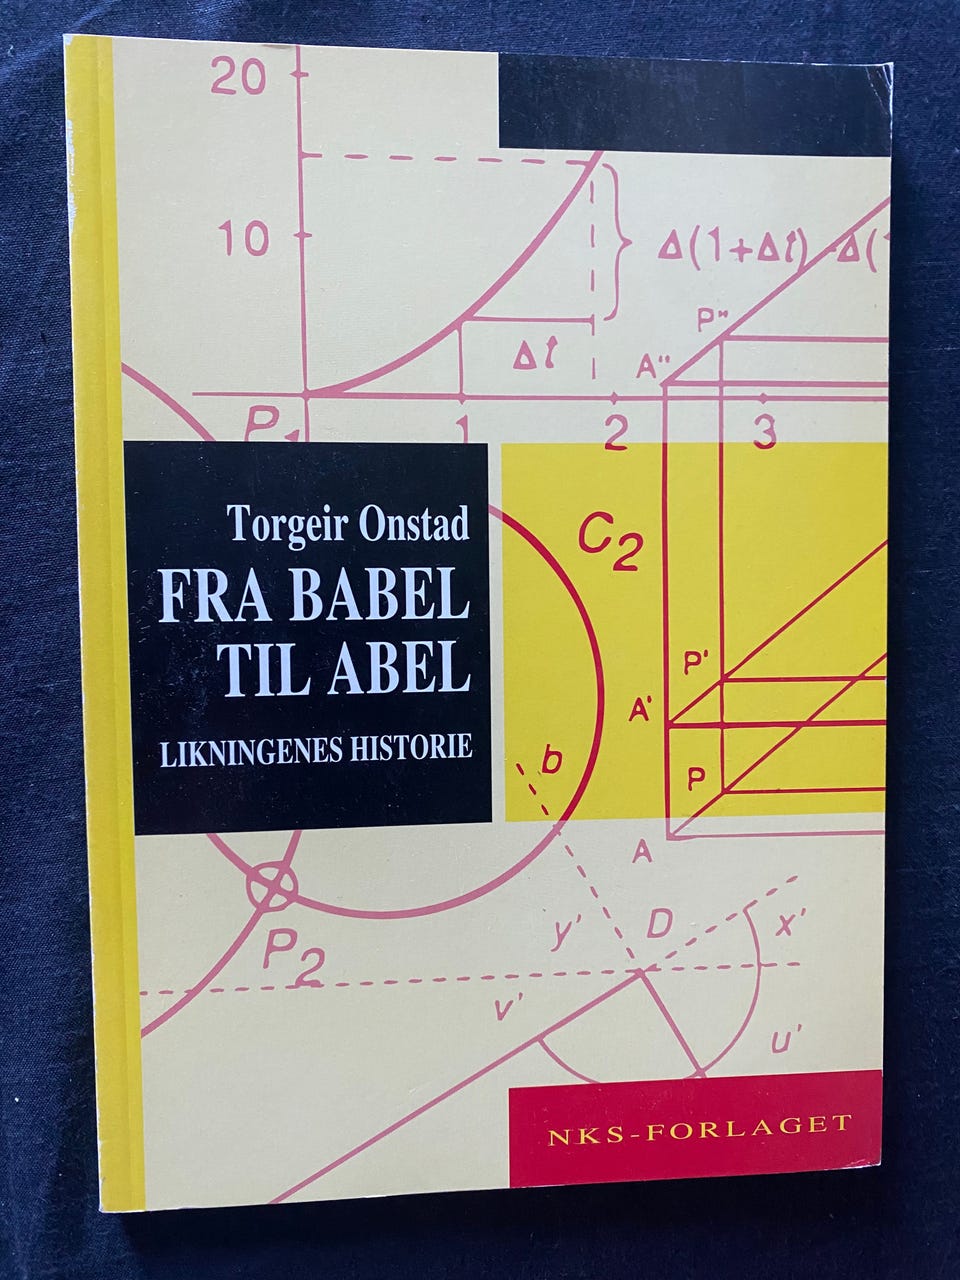 20
10
Δ(1+Δt) -Δ(1
P"
Δt
A"
P1
1
2
3
Torgeir Onstad
FRA BABEL
TIL ABEL
LIKNINGENES HISTORIE
C2
P'
A'
b
P
A
y'
D
x'
P2
v'
u'
NKS-FORLAGET